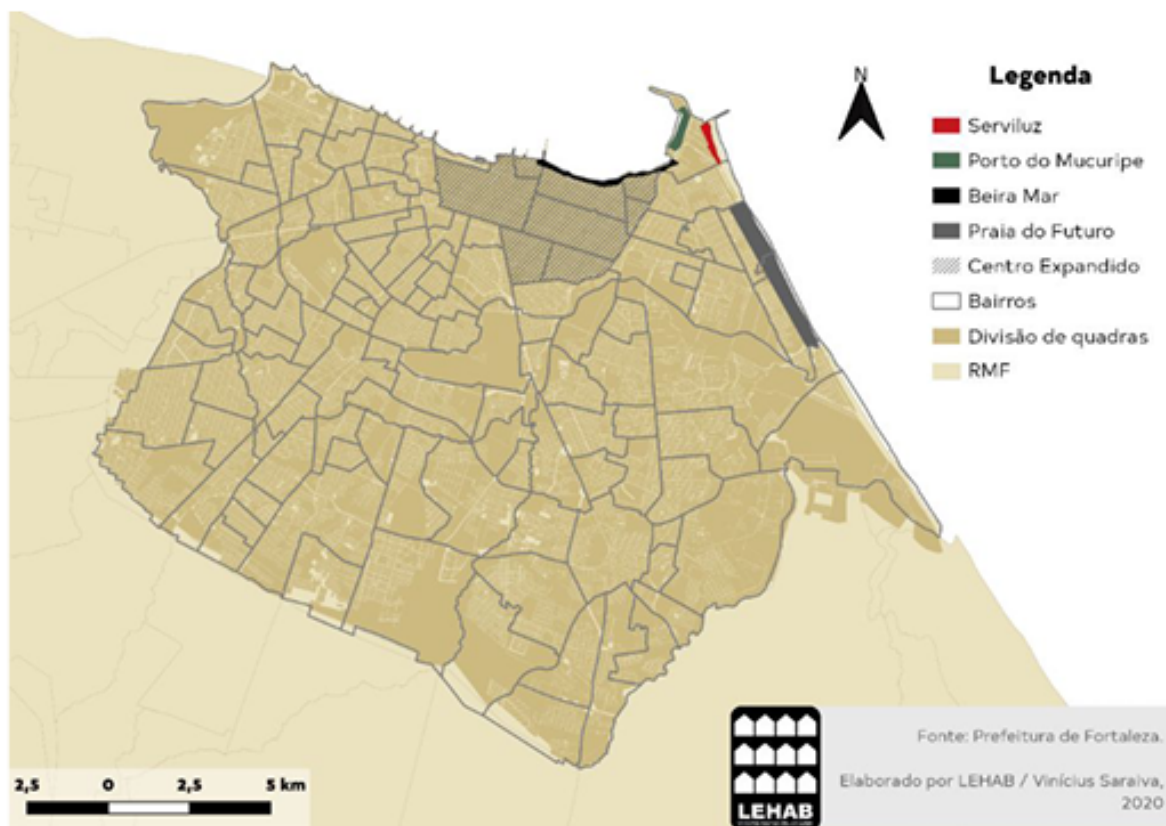 N
Legenda
Serviluz
Porto do Mucuripe
Beira Mar
Praia do Futuro
Centro Expandido
Bairros
Divisão de quadras
RMF
2,5 0 2,5 5 km
LEHAB
Fonte: Prefeitura de Fortaleza.
Elaborado por LEHAB / Vinícius Saraiva,
2020